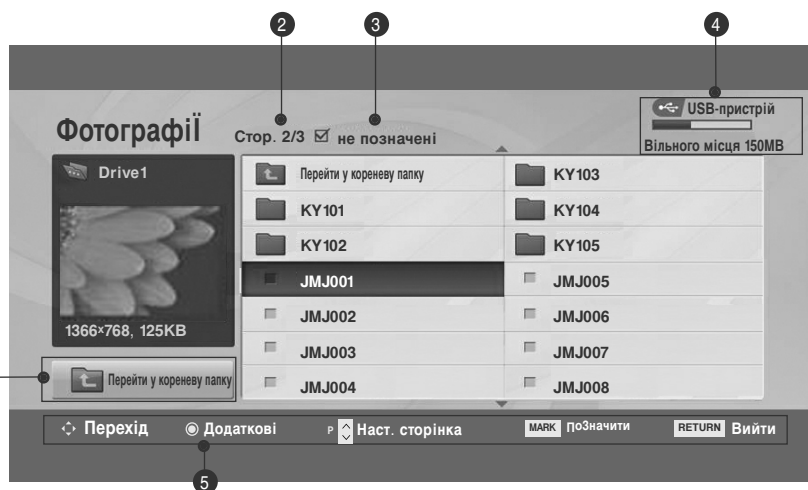 2 3 4
USB-пристрій
Фотографії Стор. 2/3 не позначені
Вільного місця 150MB
Drive1
Перейти у кореневу папку KY103
KY101 KY104
KY102 KY105
JMJ001 JMJ005
JMJ002 JMJ006
1366×768, 125KB
JMJ003 JMJ007
Перейти у кореневу папку
JMJ004 JMJ008
Перехід Додаткові P Наст. сторінка MARK ПоЗначити RETURN Вийти
5